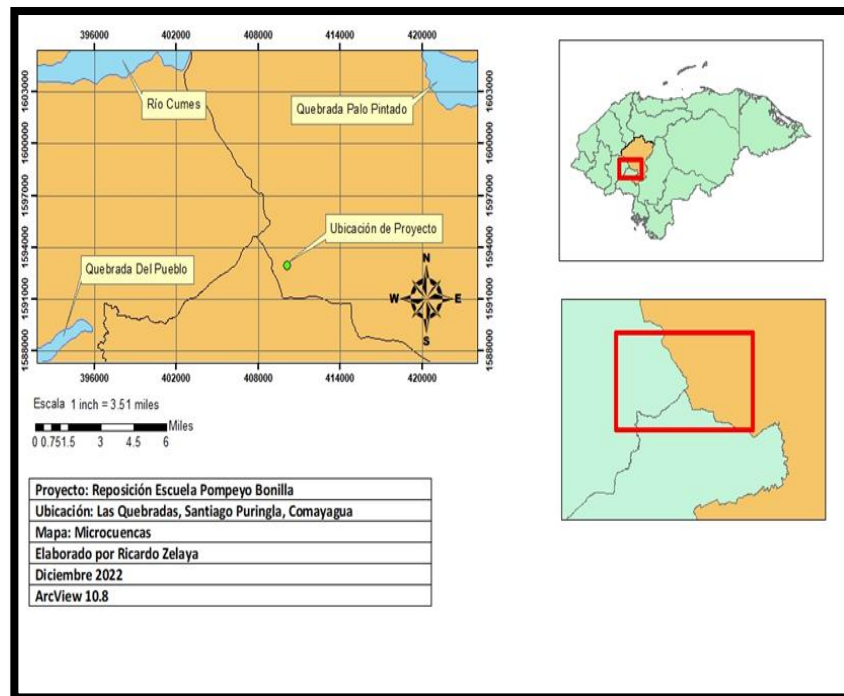 396000 402000 408000 414000 420000
1603000
1600000
1597000
1594000
1591000
1588000
Río Cumes
Quebrada Palo Pintado
Ubicación de Proyecto
Quebrada Del Pueblo
N
W
E
S
1603000
1600000
1597000
1594000
1591000
1588000
396000 402000 408000 414000 420000
Escala 1 inch = 3.51 miles
Miles
0 0.751.5 3 4.5 6
Proyecto: Reposición Escuela Pompeyo Bonilla
Ubicación: Las Quebradas, Santiago Puringla, Comayagua
Mapa: Microcuencas
Elaborado por Ricardo Zelaya
Diciembre 2022
ArcView 10.8